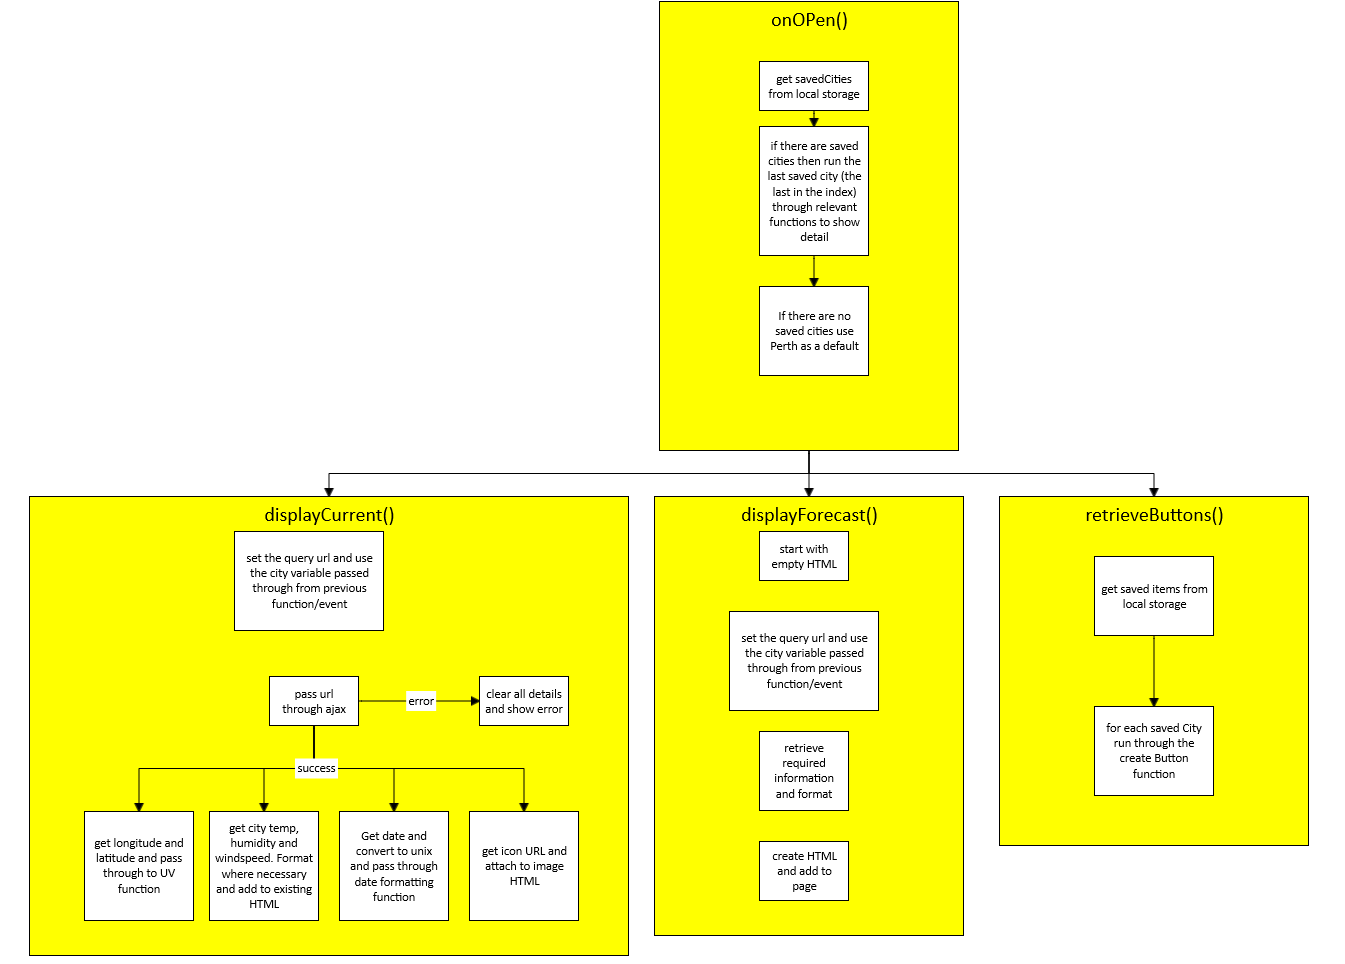 onOPen()
get savedCities
from local storage
if there are saved
cities then run the
last saved city (the
last in the index)
through relevant
functions to show
detail
If there are no
saved cities use
Perth as a default
displayCurrent()
set the query url and use
the city variable passed
through from previous
function/event
pass url
through ajax
error
clear all details
and show error
success
get longitude and
latitude and pass
through to UV
function
get city temp,
humidity and
windspeed. Format
where necessary
and add to existing
HTML
Get date and
convert to unix
and pass through
date formatting
function
get icon URL and
attach to image
HTML
displayForecast()
start with
empty HTML
set the query url and use
the city variable passed
through from previous
function/event
retrieve
required
information
and format
create HTML
and add to
page
retrieveButtons()
get saved items from
local storage
for each saved City
run through the
create Button
function